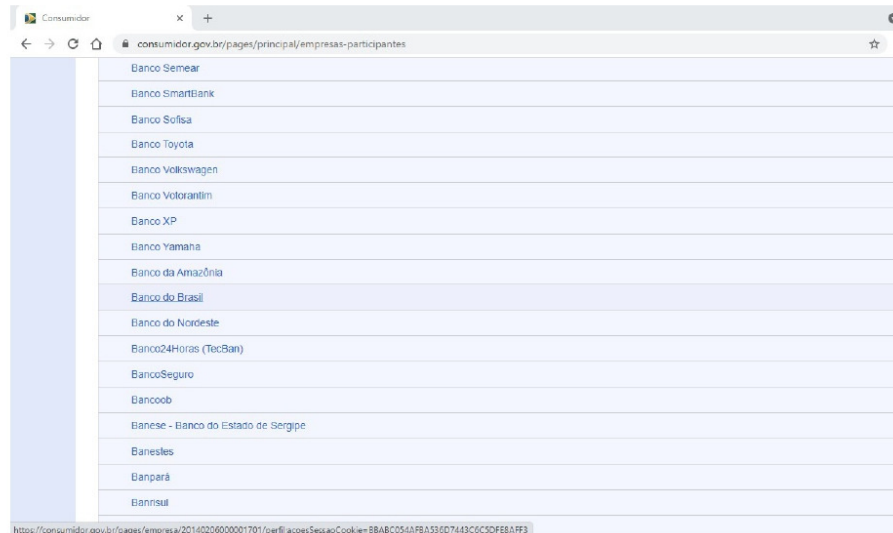 Consumidor
consumidor.gov.br/pages/principal/empresas-participantes
Banco Semear
Banco SmartBank
Banco Sofisa
Banco Toyota
Banco Volkswagen
Banco Votorantim
Banco XP
Banco Yamaha
Banco da Amazônia
Banco do Brasil
Banco do Nordeste
Banco24Horas (TecBan)
BancoSeguro
Bancoob
Banese - Banco do Estado de Sergipe
Banestes
Banpará
Banrisul